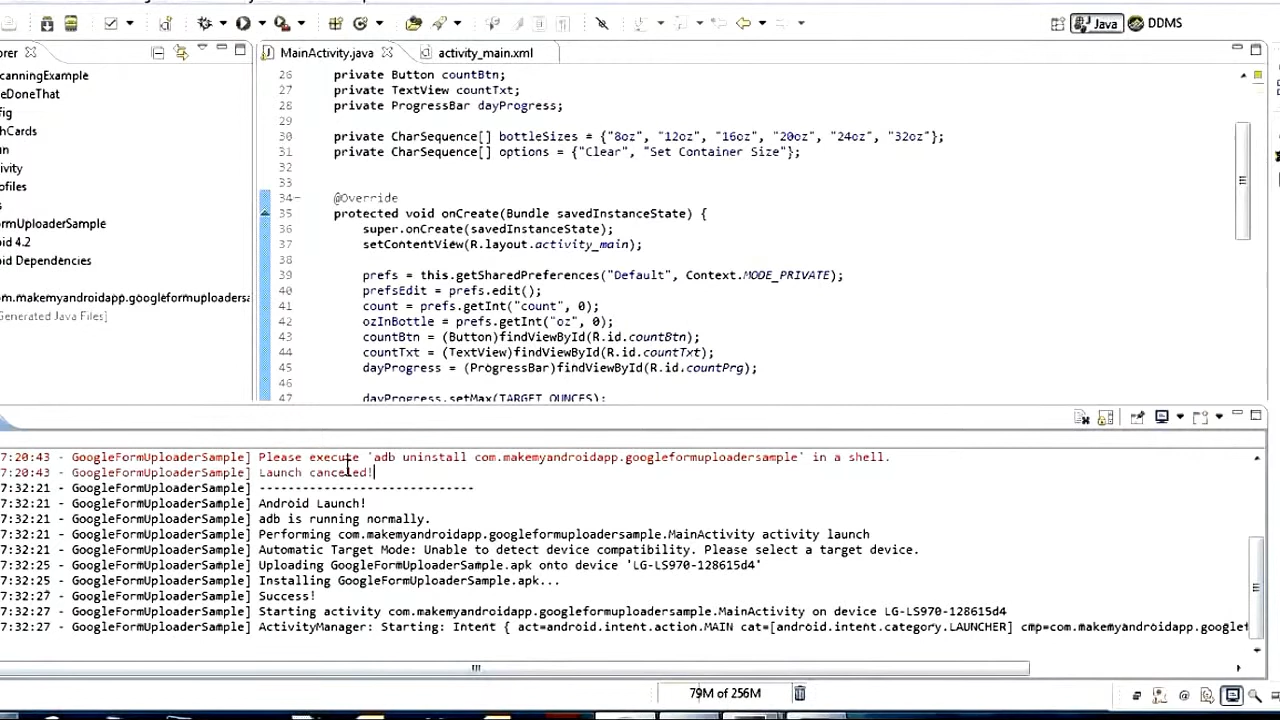 Java
DDMS
orer
MainActivity.java
activity_main.xml
canningExample
eDoneThat
fig
hCards
un
ivity
ofiles
s
ormUploaderSample
oid 4.2
oid Dependencies
om.makemyandroidapp.googleformuploadersa
Generated Java Files]
26 private Button countBtn;
27 private TextView countTxt;
28 private ProgressBar dayProgress;
29
30 private CharSequence[] bottleSizes = {"8oz", "12oz", "16oz", "20oz", "24oz", "32oz"};
31 private CharSequence[] options = {"Clear", "Set Container Size"};
32
33
34 @Override
35 protected void onCreate(Bundle savedInstanceState) {
36 super.onCreate(savedInstanceState);
37 setContentView(R.layout.activity_main);
38
39 prefs = this.getSharedPreferences("Default", Context.MODE_PRIVATE);
40 prefsEdit = prefs.edit();
41 count = prefs.getInt("count", 0);
42 ozInBottle = prefs.getInt("oz", 0);
43 countBtn = (Button)findViewById(R.id.countBtn);
44 countTxt = (TextView)findViewById(R.id.countTxt);
45 dayProgress = (ProgressBar)findViewById(R.id.countPrg);
46
47 dayProgress.setMax(TARGET_OUNCES);
7:20:43 - GoogleFormUploaderSample] Please execute 'adb uninstall com.makemyandroidapp.googleformuploadersample' in a shell.
7:20:43 - GoogleFormUploaderSample] Launch canceled!
7:32:21 - GoogleFormUploaderSample] ------------------------------
7:32:21 - GoogleFormUploaderSample] Android Launch!
7:32:21 - GoogleFormUploaderSample] adb is running normally.
7:32:21 - GoogleFormUploaderSample] Performing com.makemyandroidapp.googleformuploadersample.MainActivity activity launch
7:32:21 - GoogleFormUploaderSample] Automatic Target Mode: Unable to detect device compatibility. Please select a target device.
7:32:25 - GoogleFormUploaderSample] Uploading GoogleFormUploaderSample.apk onto device 'LG-LS970-128615d4'
7:32:25 - GoogleFormUploaderSample] Installing GoogleFormUploaderSample.apk...
7:32:27 - GoogleFormUploaderSample] Success!
7:32:27 - GoogleFormUploaderSample] Starting activity com.makemyandroidapp.googleformuploadersample.MainActivity on device LG-LS970-128615d4
7:32:27 - GoogleFormUploaderSample] ActivityManager: Starting: Intent { act=android.intent.action.MAIN cat=[android.intent.category.LAUNCHER] cmp=com.makemyandroidapp.googlef
79M of 256M